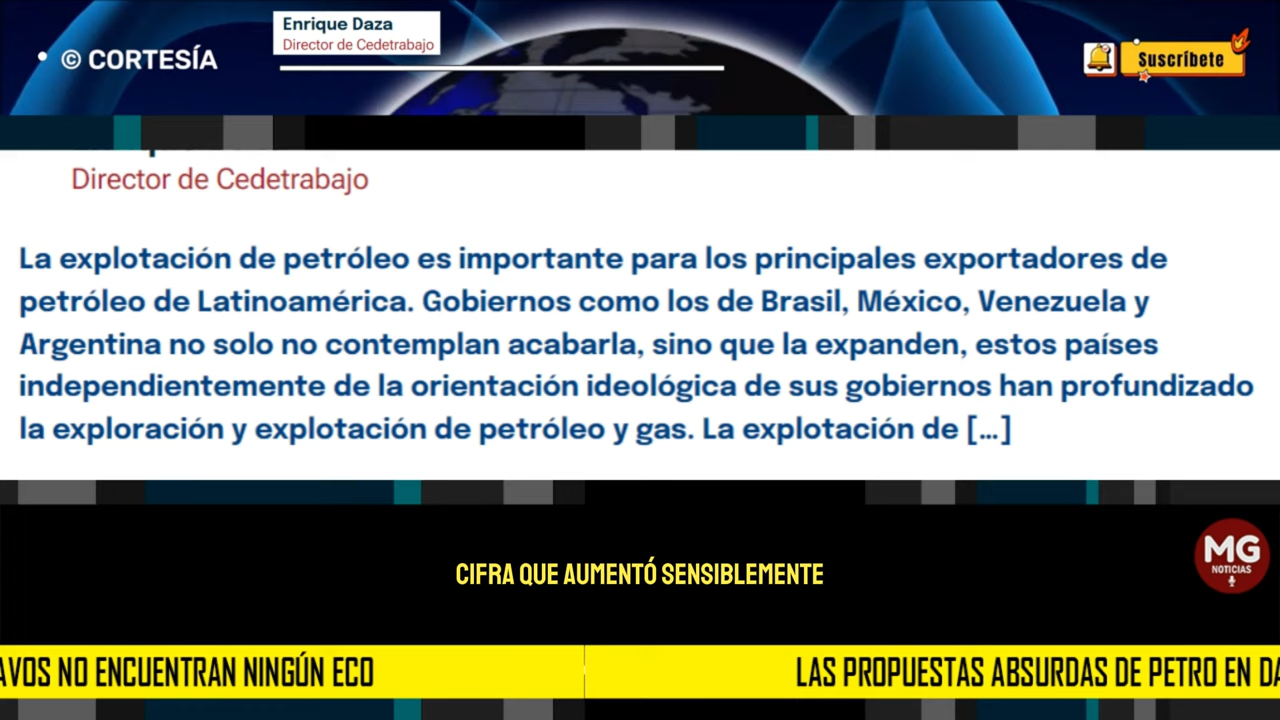 Enrique Daza
Director de Cedetrabajo
© CORTESÍA
Suscríbete
Director de Cedetrabajo
La explotación de petróleo es importante para los principales exportadores de
petróleo de Latinoamérica. Gobiernos como los de Brasil, México, Venezuela y
Argentina no solo no contemplan acabarla, sino que la expanden, estos países
independientemente de la orientación ideológica de sus gobiernos han profundizado
la exploración y explotación de petróleo y gas. La explotación de [...]
MG
NOTICIAS
CIFRA QUE AUMENTÓ SENSIBLEMENTE
AVOS NO ENCUENTRAN NINGÚN ECO
LAS PROPUESTAS ABSURDAS DE PETRO EN DA